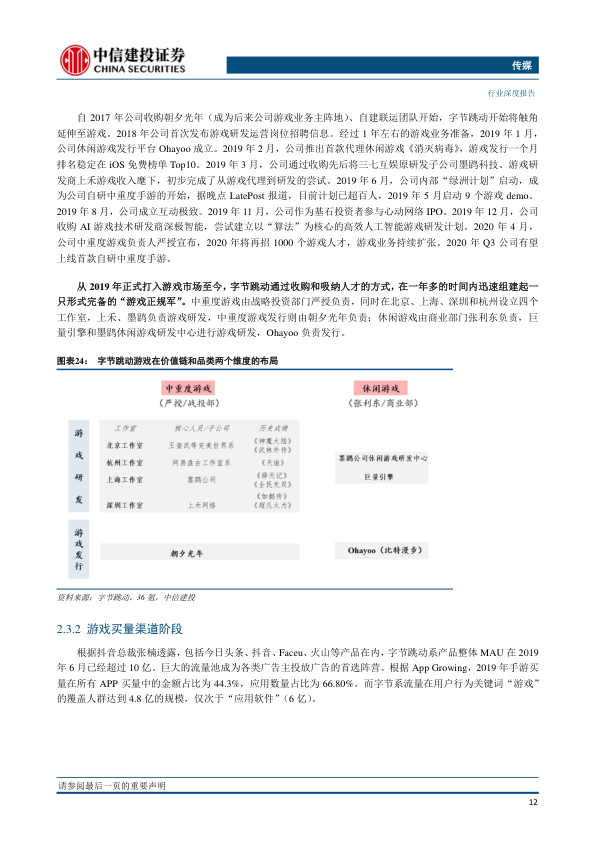 中信建投证券
CHINA SECURITIES
传媒
行业深度报告
自 2017 年公司收购朝夕光年（成为后来公司游戏业务主阵地）、自建联运团队开始，字节跳动开始将触角
延伸至游戏。2018 年公司首次发布游戏研发运营岗位招聘信息。经过 1 年左右的游戏业务准备，2019 年 1 月，
公司休闲游戏发行平台 Ohayoo 成立。2019 年 2 月，公司推出首款代理休闲游戏《消灭病毒》，游戏发行一个月
排名稳定在 iOS 免费榜单 Top10。2019 年 3 月，公司通过收购先后将三七互娱原研发子公司墨鹍科技、游戏研
发商上禾游戏收入麾下，初步完成了从游戏代理到研发的尝试。2019 年 6 月，公司内部“绿洲计划”启动，成
为公司自研中重度手游的开始，据晚点 LatePost 报道，目前计划已超百人，2019 年 5 月启动 9 个游戏 demo。
2019 年 8 月，公司成立互动极致。2019 年 11 月，公司作为基石投资者参与心动网络 IPO。2019 年 12 月，公司
收购 AI 游戏技术研发商深极智能，尝试建立以“算法”为核心的高效人工智能游戏研发计划。2020 年 4 月，
公司中重度游戏负责人严授宣布，2020 年将再招 1000 个游戏人才，游戏业务持续扩张。2020 年 Q3 公司有望
上线首款自研中重度手游。
从 2019 年正式打入游戏市场至今，字节跳动通过收购和吸纳人才的方式，在一年多的时间内迅速组建起一
只形式完备的“游戏正规军”。中重度游戏由战略投资部门严授负责，同时在北京、上海、深圳和杭州设立四个
工作室，上禾、墨鹍负责游戏研发，中重度游戏发行则由朝夕光年负责；休闲游戏由商业部门张利东负责，巨
量引擎和墨鹍休闲游戏研发中心进行游戏研发，Ohayoo 负责发行。
图表24： 字节跳动游戏在价值链和品类两个维度的布局
中重度游戏 休闲游戏
（严授/战投部） （张利东/商业部）
游戏研发
工作室 核心人员/子公司 历史成绩
北京工作室 王奎武等完美世界系 《神魔大陆》《武林外传》
杭州工作室 网易盘古工作室系 《天谕》
上海工作室 墨鹍公司 《择天记》《全民无双》
深圳工作室 上禾网络 《如懿传》《超凡大力》
墨鹍公司休闲游戏研发中心
巨量引擎
游戏发行
朝夕光年 Ohayoo（比特漫步）
资料来源：字节跳动，36 氪，中信建投
2.3.2 游戏买量渠道阶段
根据抖音总裁张楠透露，包括今日头条、抖音、Faceu、火山等产品在内，字节跳动系产品整体 MAU 在 2019
年 6 月已经超过 10 亿。巨大的流量池成为各类广告主投放广告的首选阵营。根据 App Growing，2019 年手游买
量在所有 APP 买量中的金额占比为 44.3%，应用数量占比为 66.80%。而字节系流量在用户行为关键词“游戏”
的覆盖人群达到 4.8 亿的规模，仅次于“应用软件”（6 亿）。
请参阅最后一页的重要声明
12